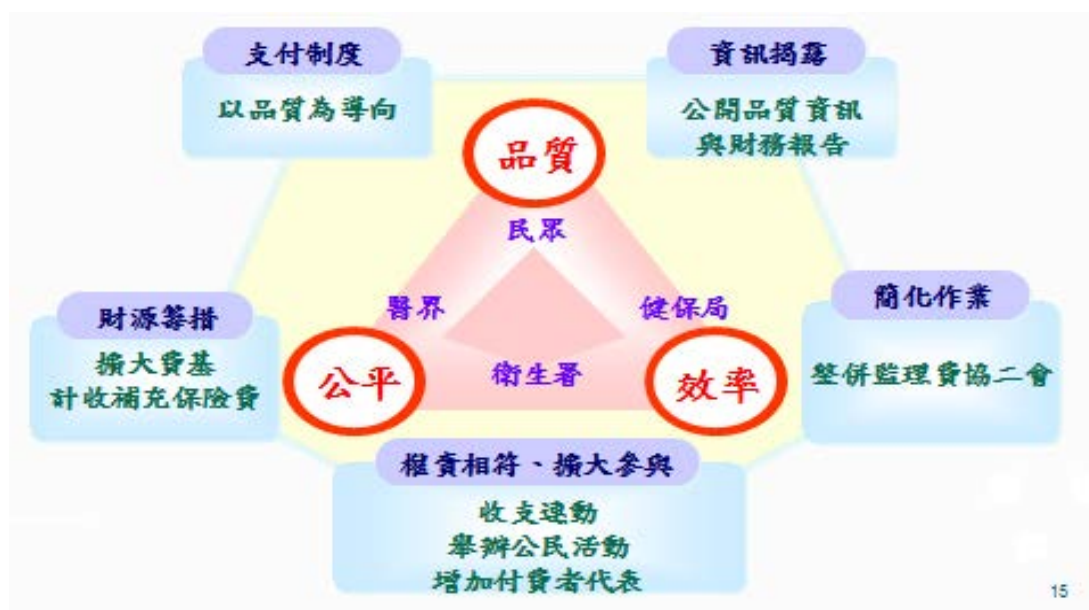 支付制度
以品質為導向
資訊揭露
公開品質資訊
與財務報告
品質
民眾
醫界
健保局
衛生署
公平
效率
財源籌措
擴大費基
計收補充保險費
簡化作業
整併監理費協二會
權責相符、擴大參與
收支連動
舉辦公民活動
增加付費者代表
15